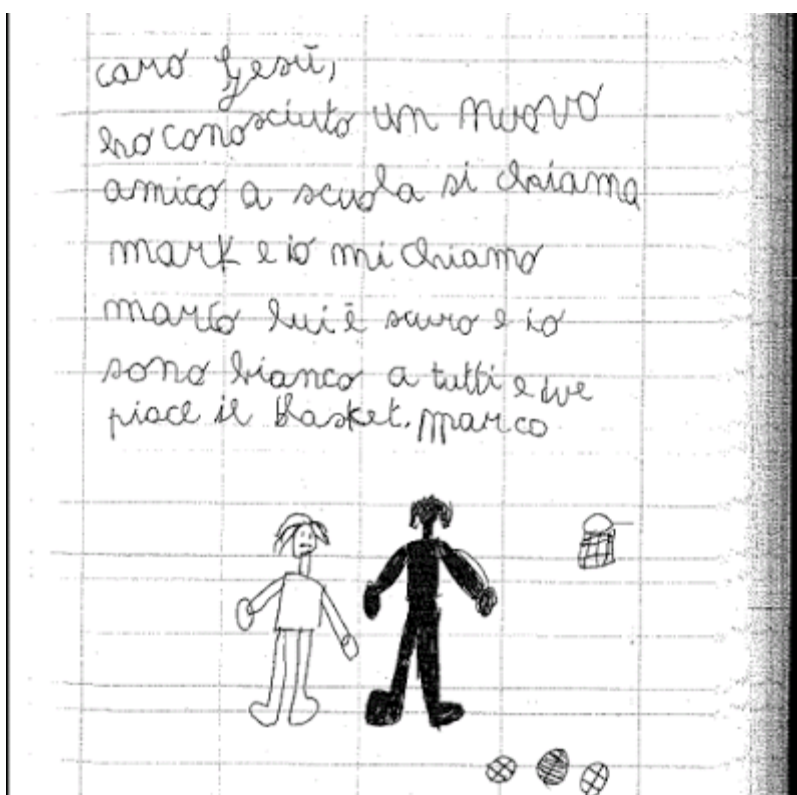 caro Gesù,
ho conosciuto un nuovo
amico a scuola si chiama
mark e io mi chiamo
marco lui è scuro e io
sono bianco a tutti e due
piace il basket. marco